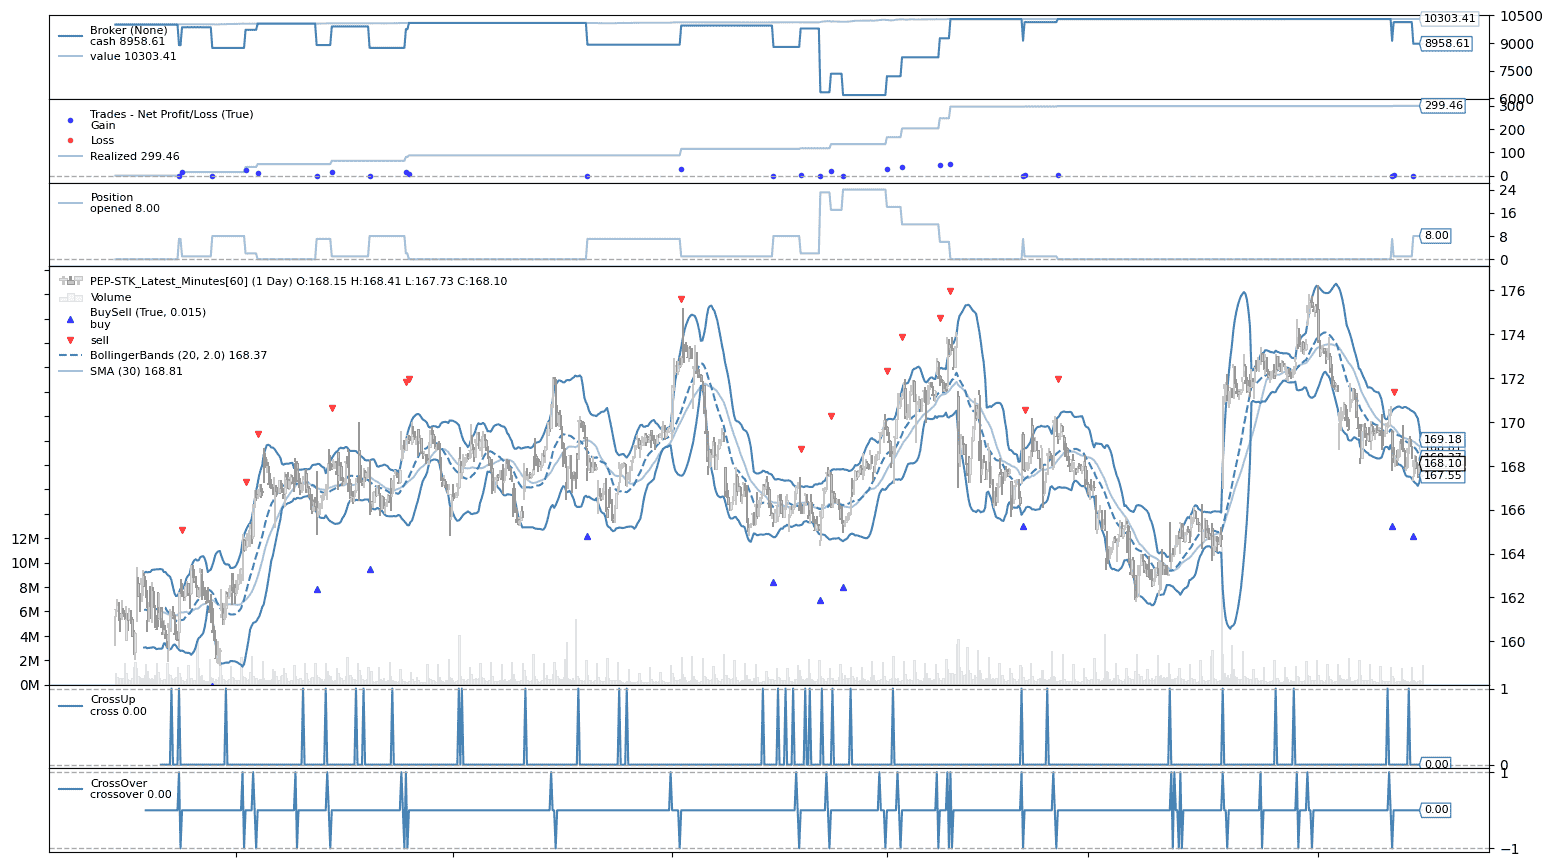 Broker (None)
cash 8958.61
value 10303.41
10500
10303.41
9000
8958.61
7500
6000
Trades - Net Profit/Loss (True)
Gain
Loss
Realized 299.46
300
299.46
200
100
0
Position
opened 8.00
24
16
8
8.00
0
PEP-STK_Latest_Minutes[60] (1 Day) O:168.15 H:168.41 L:167.73 C:168.10
Volume
BuySell (True, 0.015)
buy
sell
BollingerBands (20, 2.0) 168.37
SMA (30) 168.81
176
174
172
170
169.18
168.10
168
167.55
166
164
162
160
12M
10M
8M
6M
4M
2M
0M
CrossUp
cross 0.00
1
0.00
0
CrossOver
crossover 0.00
1
0.00
−1